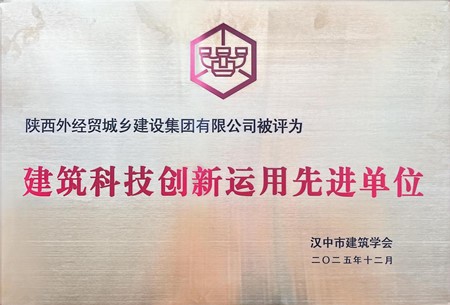 陕西外经贸城乡建设集团有限公司被评为
建筑科技创新运用先进单位
汉中市建筑学会
二〇二五年十二月